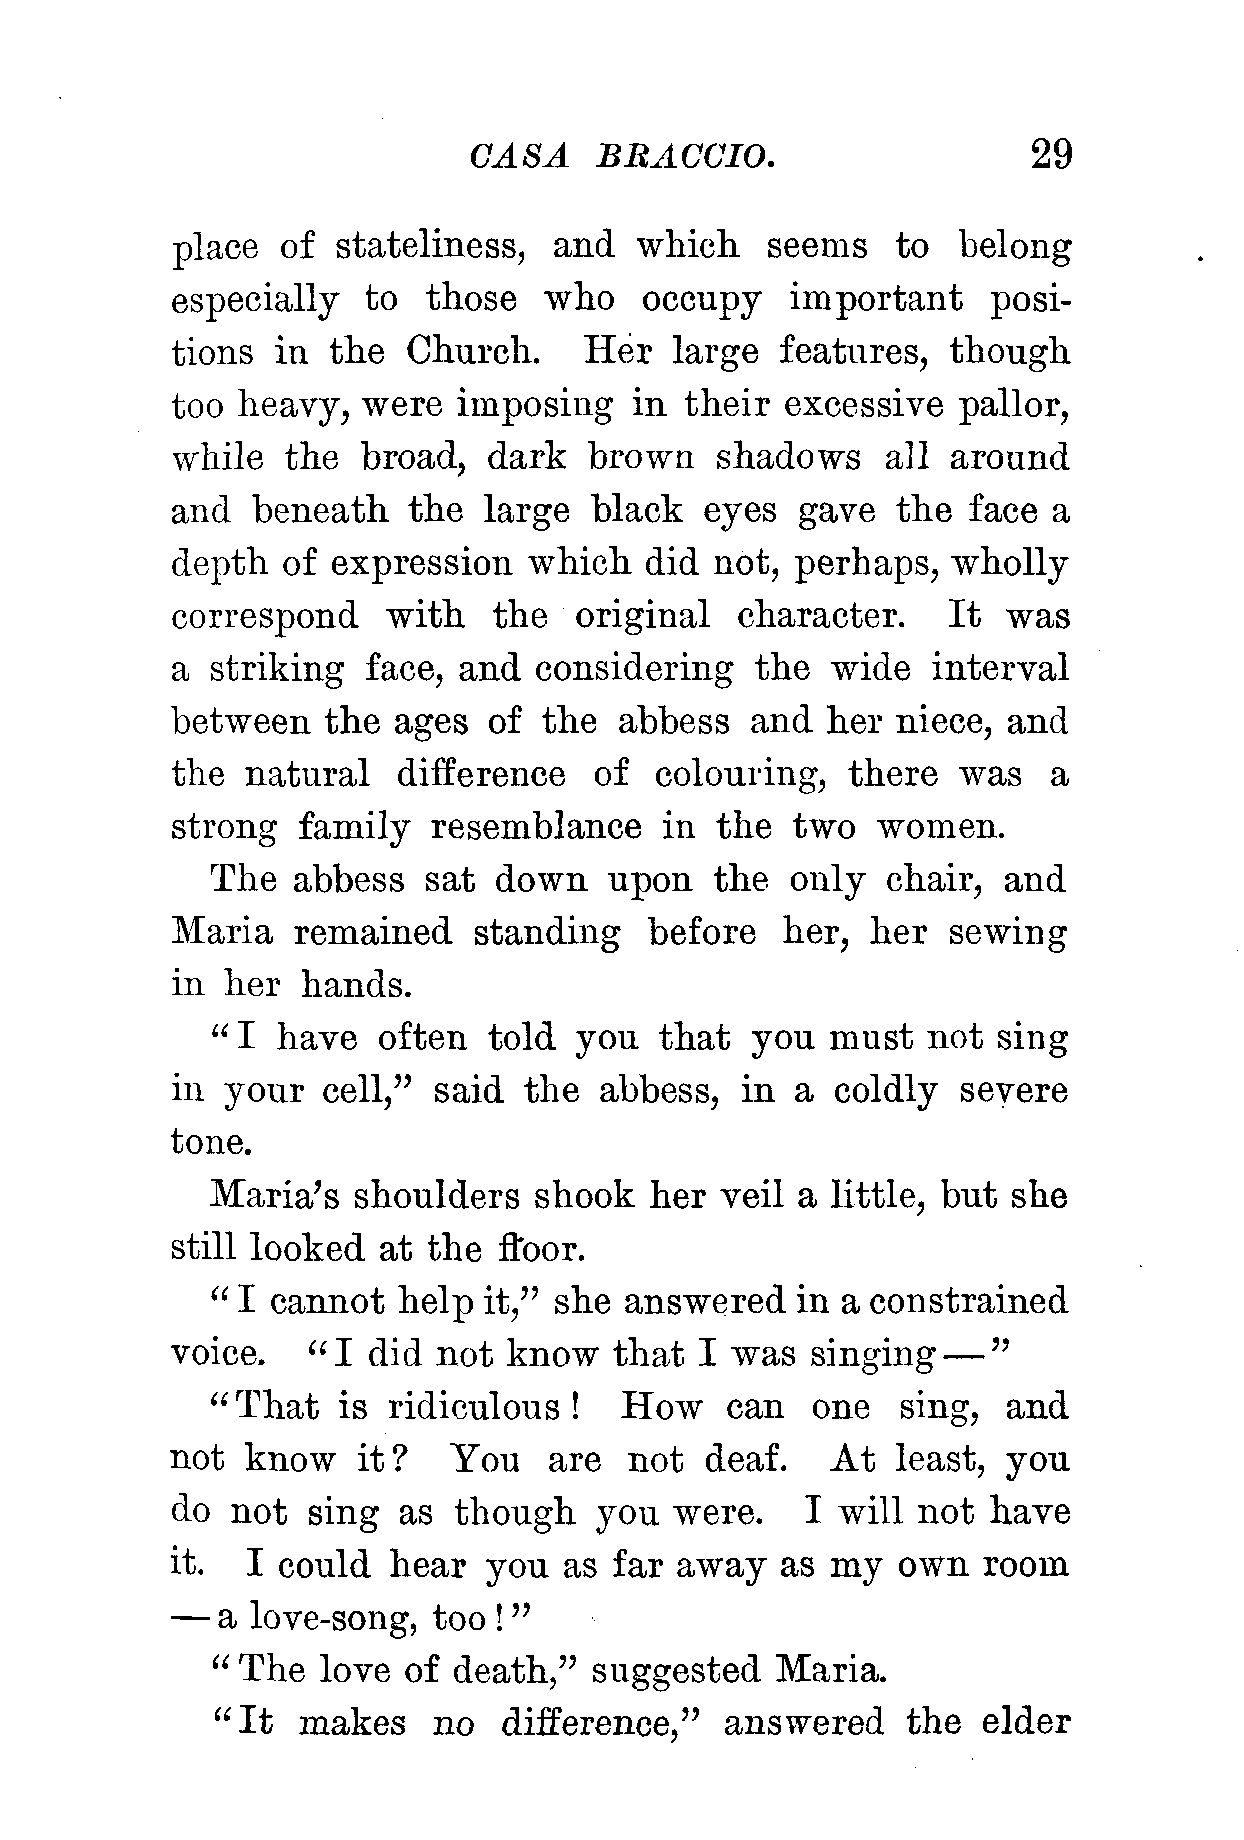 CASA BRACCIO. 29
place of stateliness, and which seems to belong
especially to those who occupy important posi-
tions in the Church. Her large features, though
too heavy, were imposing in their excessive pallor,
while the broad, dark brown shadows all around
and beneath the large black eyes gave the face a
depth of expression which did not, perhaps, wholly
correspond with the original character. It was
a striking face, and considering the wide interval
between the ages of the abbess and her niece, and
the natural difference of colouring, there was a
strong family resemblance in the two women.
The abbess sat down upon the only chair, and
Maria remained standing before her, her sewing
in her hands.
“I have often told you that you must not sing
in your cell,” said the abbess, in a coldly severe
tone.
Maria’s shoulders shook her veil a little, but she
still looked at the floor.
“I cannot help it,” she answered in a constrained
voice. “I did not know that I was singing—”
“That is ridiculous! How can one sing, and
not know it? You are not deaf. At least, you
do not sing as though you were. I will not have
it. I could hear you as far away as my own room
—a love-song, too!”
“The love of death,” suggested Maria.
“It makes no difference,” answered the elder